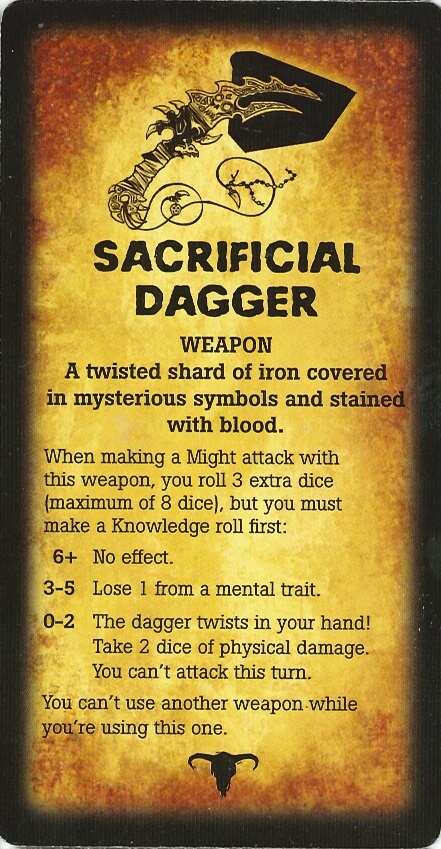 SACRIFICIAL
DAGGER
WEAPON
A twisted shard of iron covered
in mysterious symbols and stained
with blood.
When making a Might attack with
this weapon, you roll 3 extra dice
(maximum of 8 dice), but you must
make a Knowledge roll first:
6+ No effect.
3–5 Lose 1 from a mental trait.
0–2 The dagger twists in your hand!
Take 2 dice of physical damage.
You can't attack this turn.
You can't use another weapon while
you're using this one.